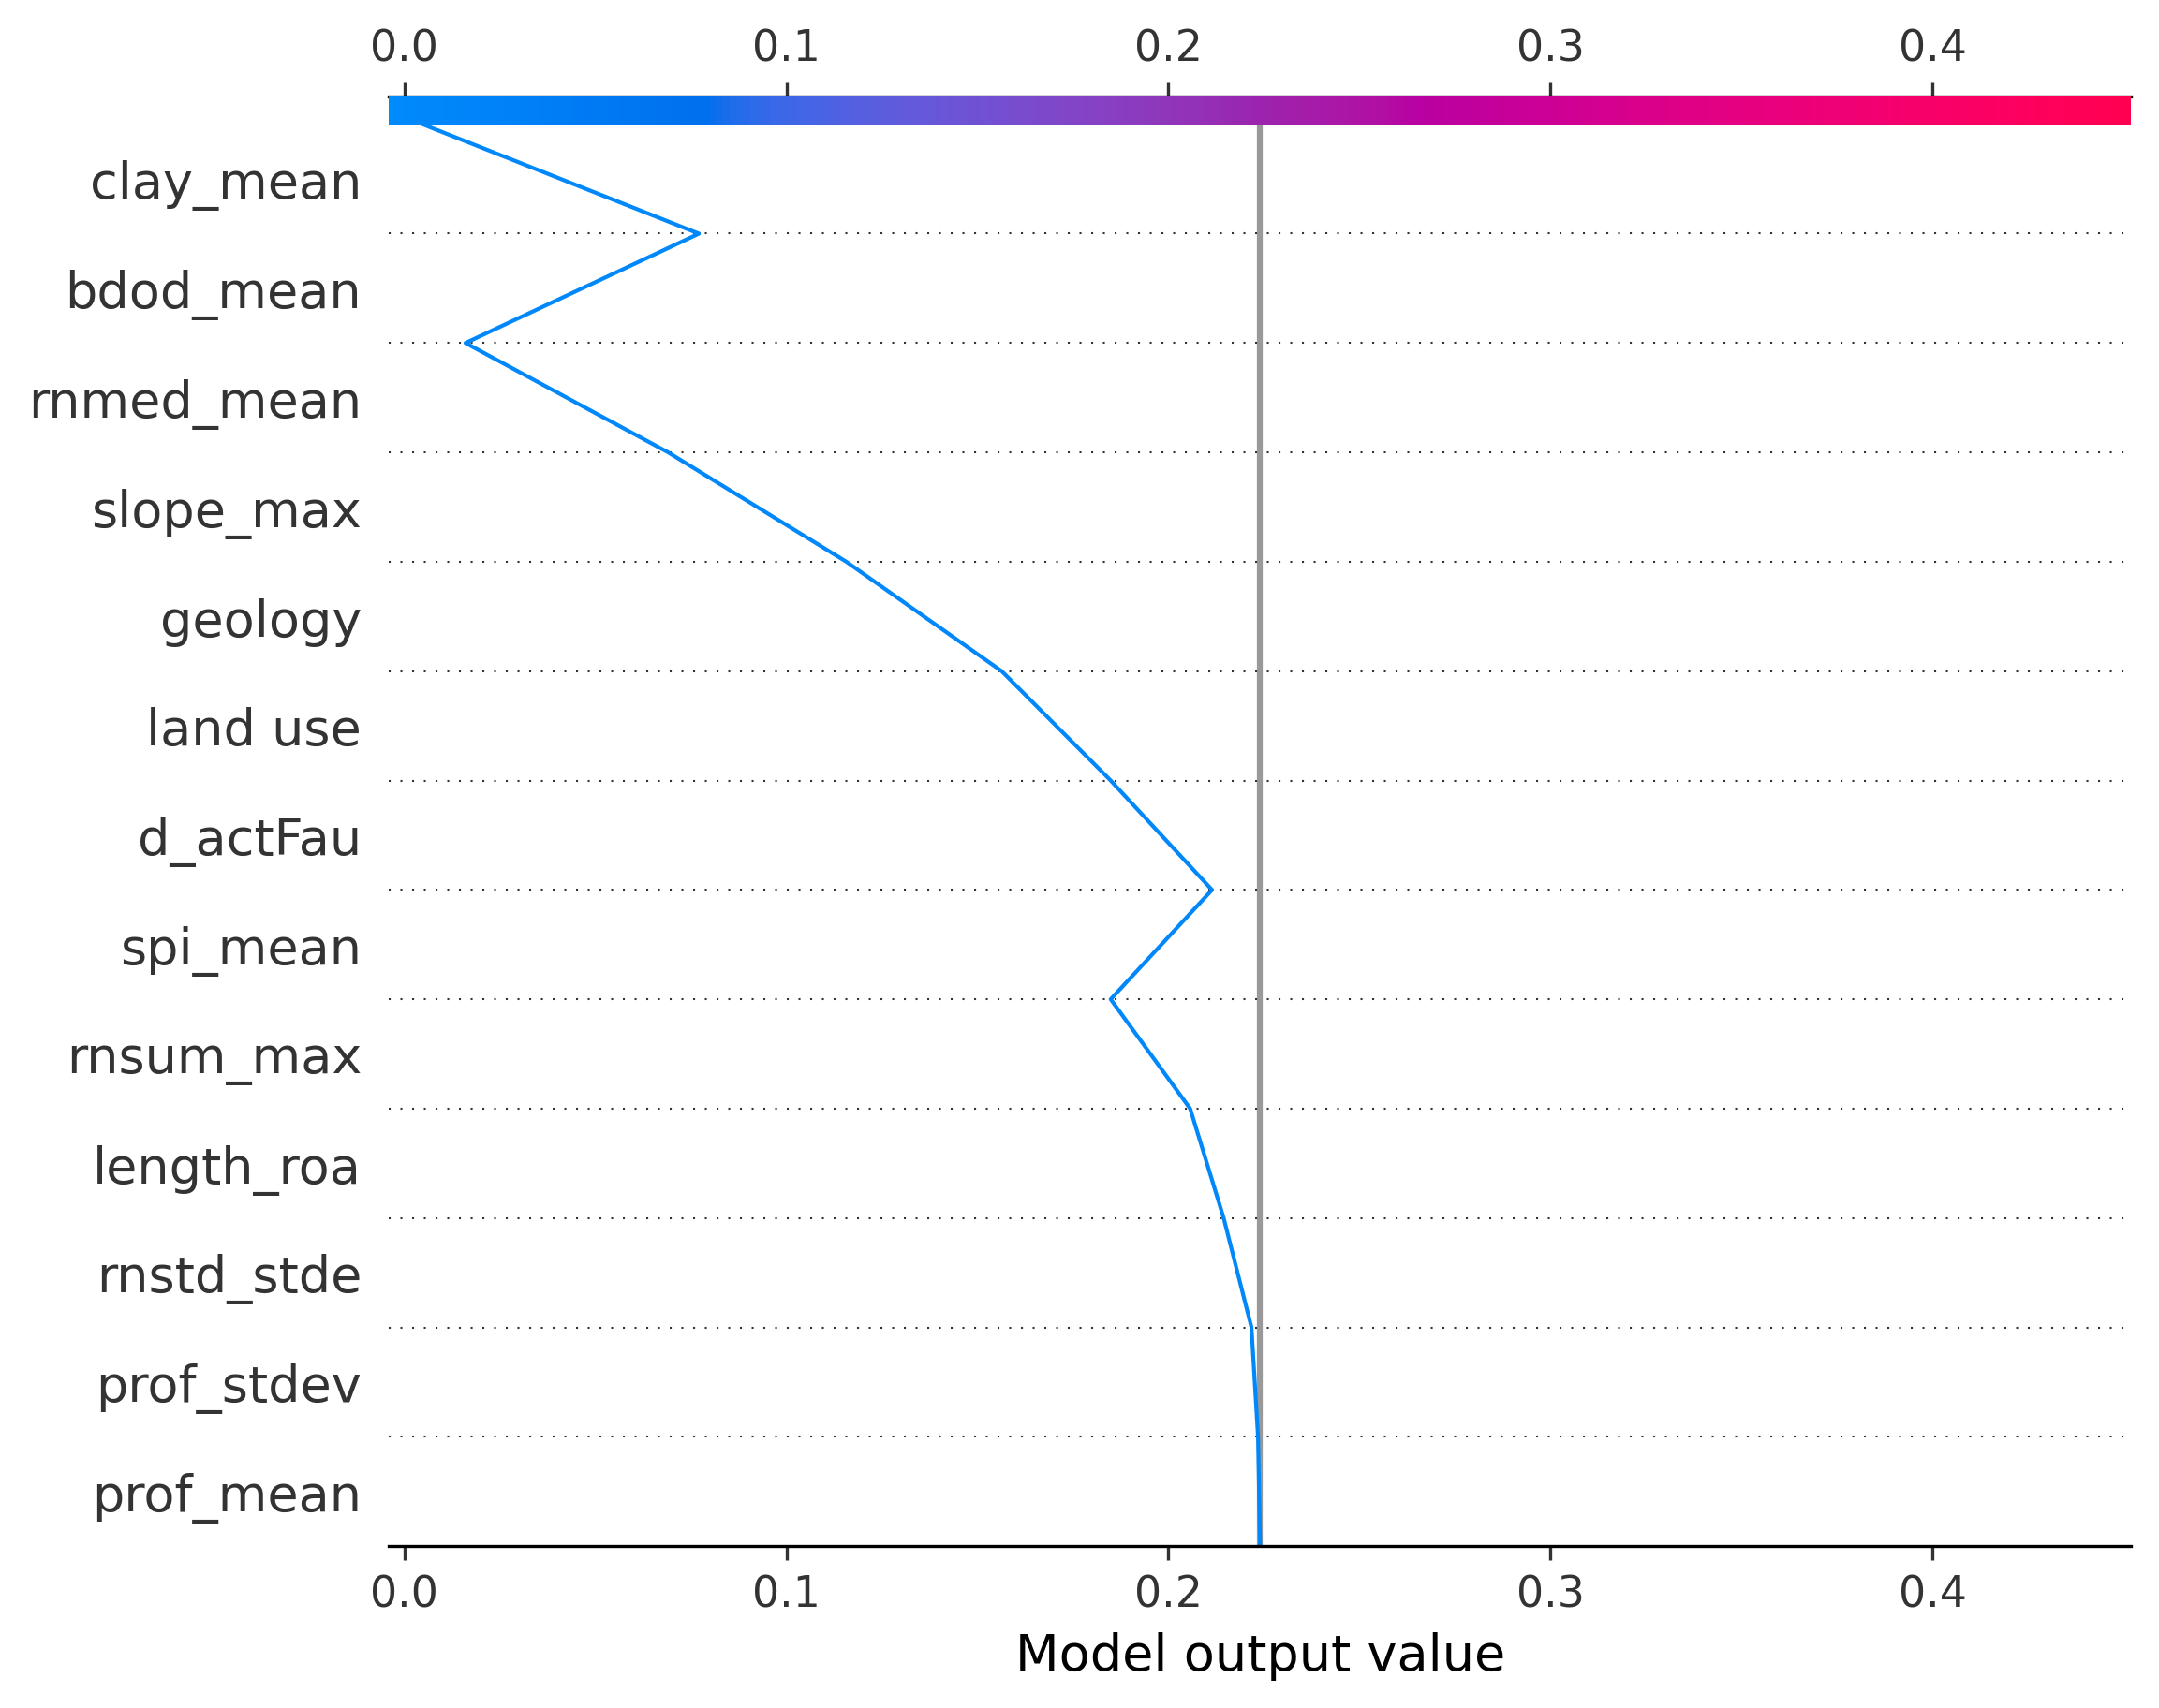 0.0 0.1 0.2 0.3 0.4
clay_mean
bdod_mean
rnmed_mean
slope_max
geology
land use
d_actFau
spi_mean
rnsum_max
length_roa
rnstd_stde
prof_stdev
prof_mean
0.0 0.1 0.2 0.3 0.4
Model output value